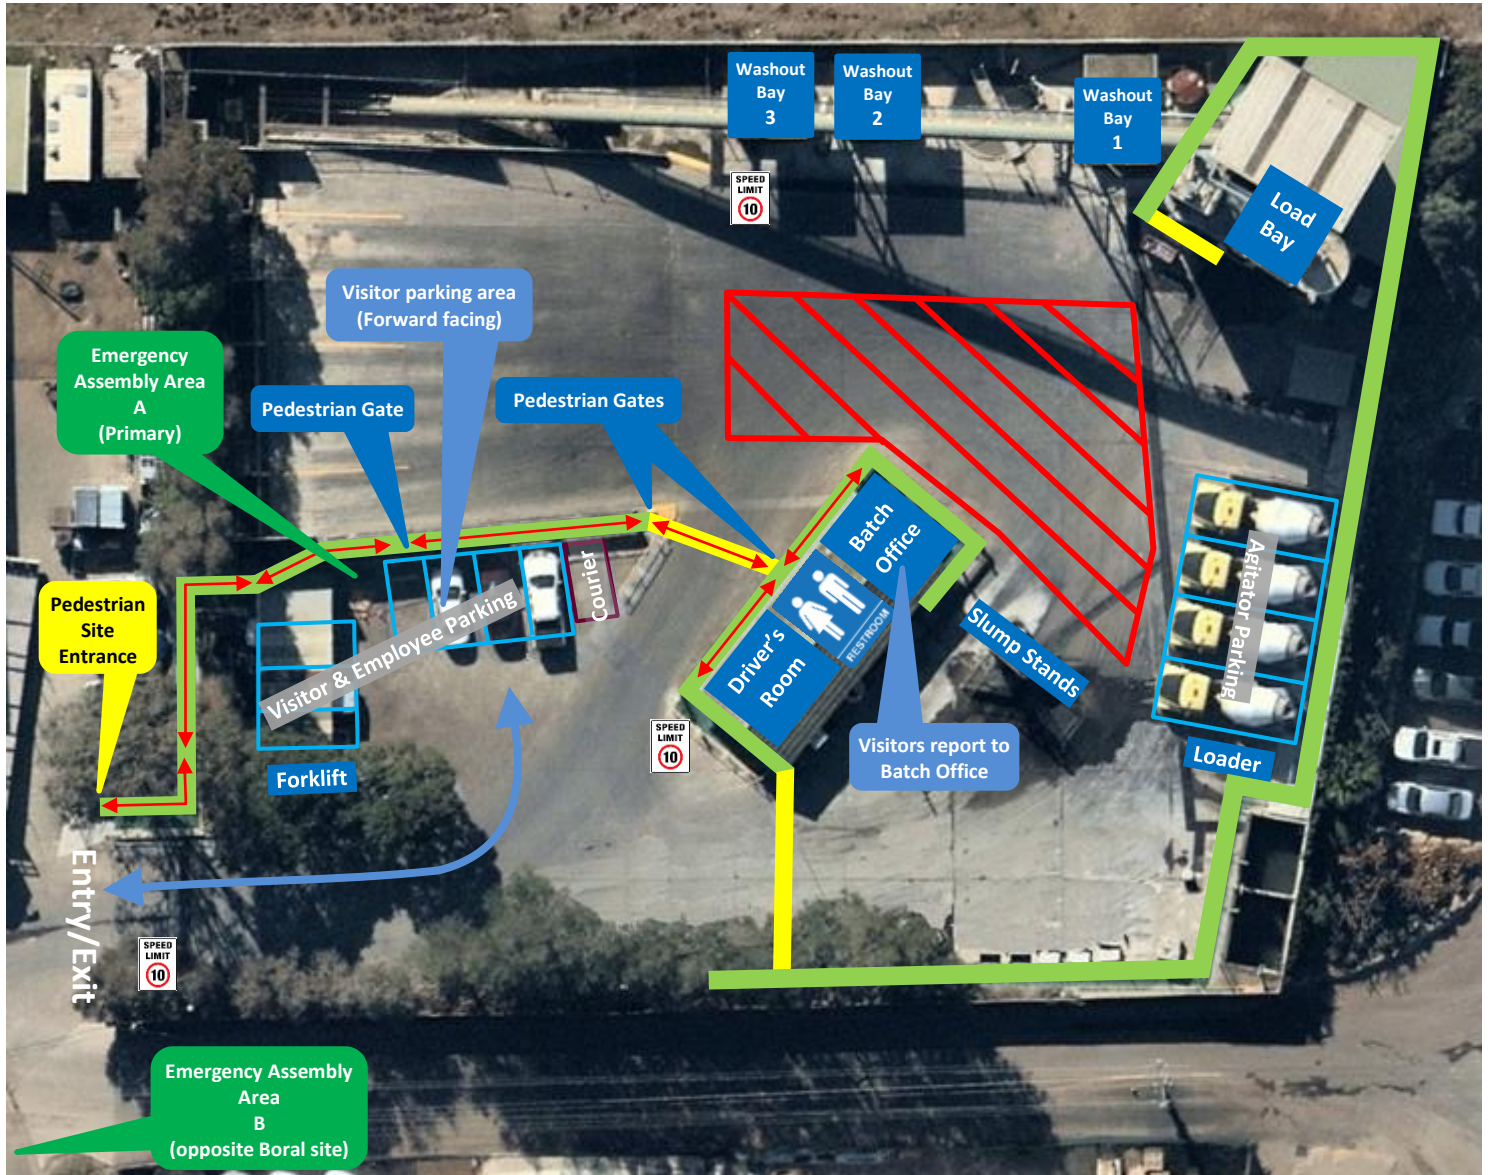 Washout
Bay
3
Washout
Bay
2
Washout
Bay
1
SPEED
LIMIT
10
Load
Bay
Visitor parking area
(Forward facing)
Emergency
Assembly Area
A
(Primary)
Pedestrian Gate
Pedestrian Gates
Batch
Office
Courier
Agitator Parking
Pedestrian
Site
Entrance
Visitor & Employee Parking
RESTROOM
Driver's
Room
Slump Stands
SPEED
LIMIT
10
Visitors report to
Batch Office
Loader
Forklift
Entry/Exit
SPEED
LIMIT
10
Emergency Assembly
Area
B
(opposite Boral site)